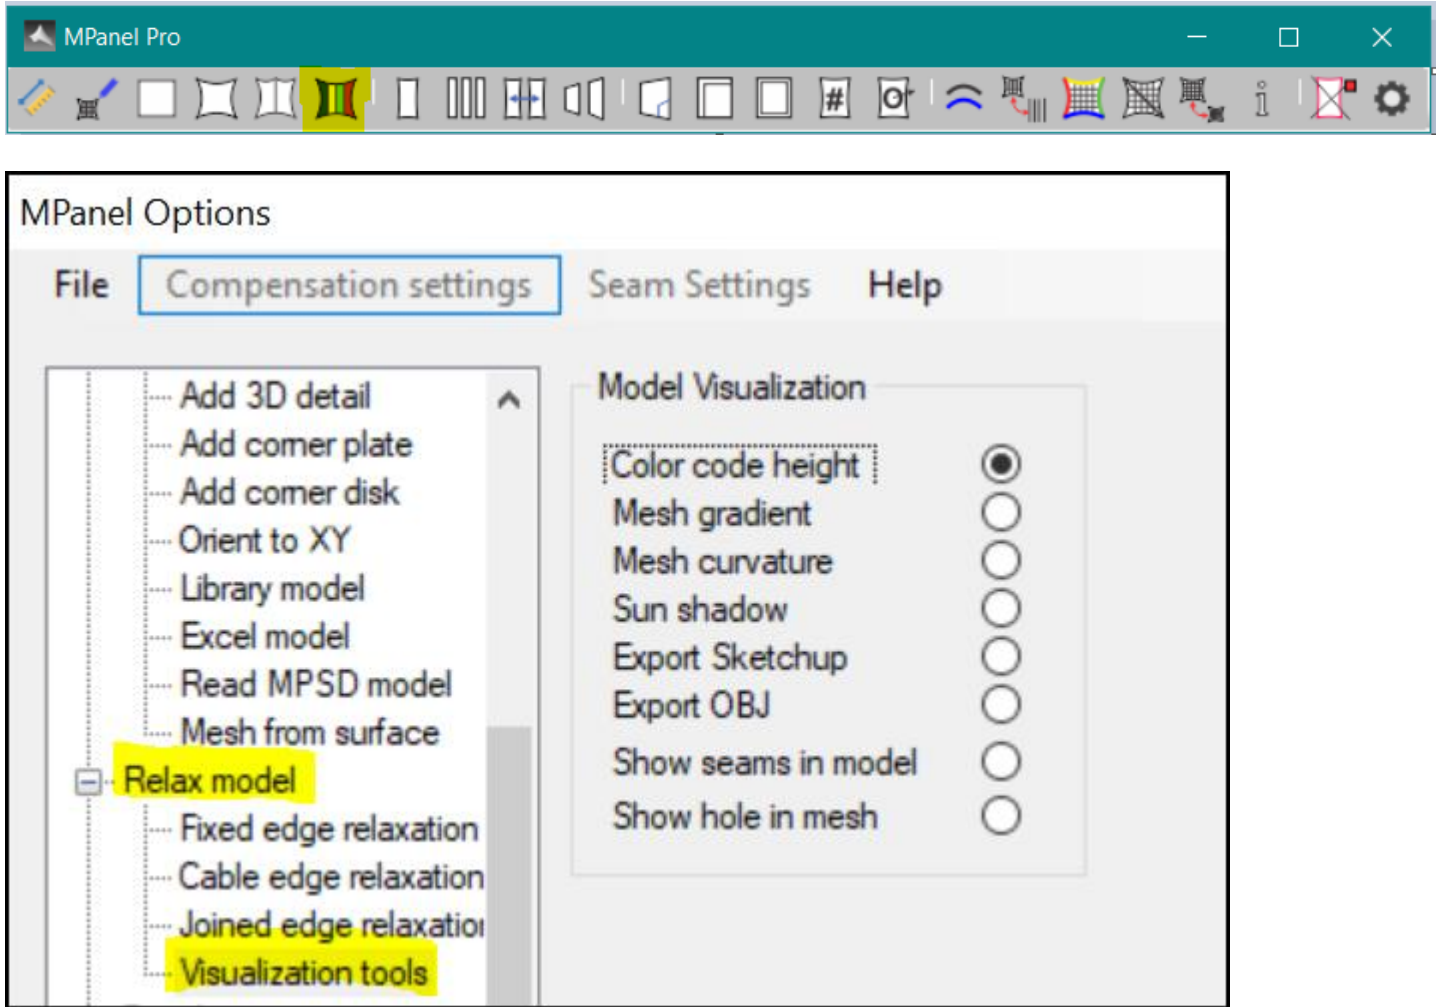 MPanel Pro
#
MPanel Options
File Compensation settings Seam Settings Help
Add 3D detail
Add corner plate
Add corner disk
Orient to XY
Library model
Excel model
Read MPSD model
Mesh from surface
Relax model
Fixed edge relaxation
Cable edge relaxation
Joined edge relaxation
Visualization tools
Model Visualization
Color code height
Mesh gradient
Mesh curvature
Sun shadow
Export Sketchup
Export OBJ
Show seams in model
Show hole in mesh